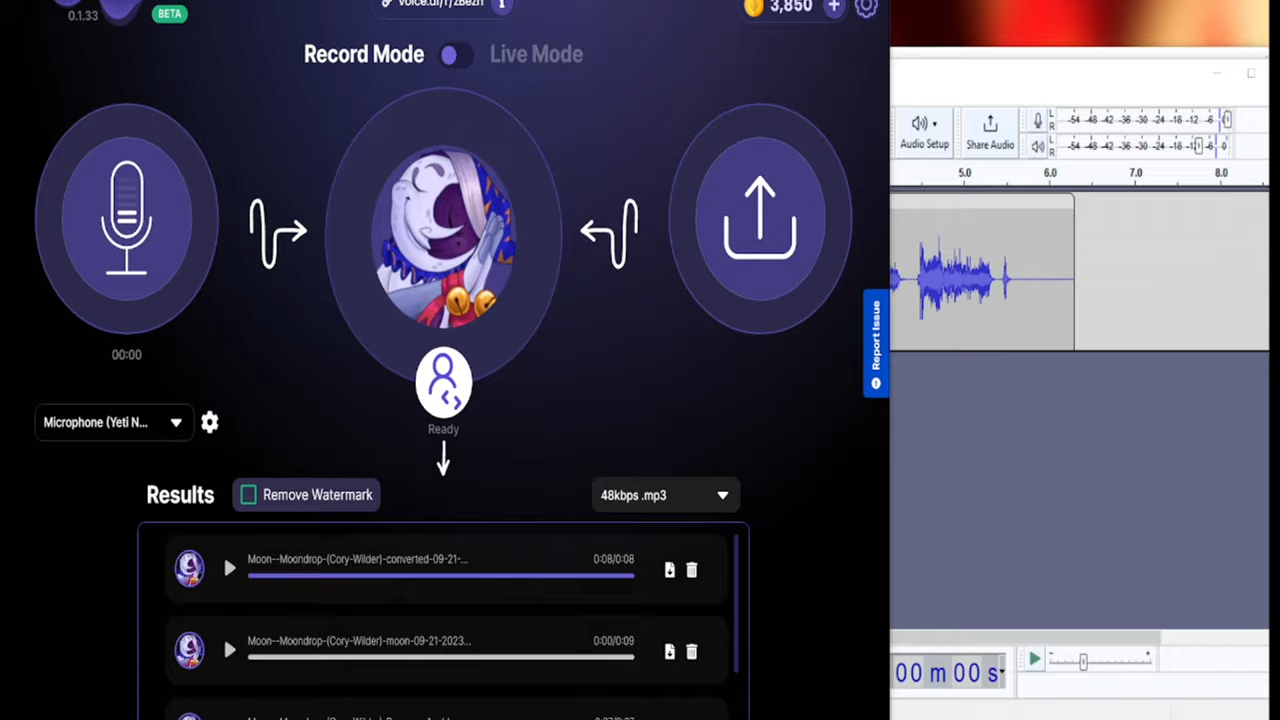 0.1.33
BETA
voice.ai/r/zbezh
3,850
Record Mode
Live Mode
Audio Setup
Share Audio
L
R
-54 -48 -42 -36 -30 -24 -18 -12 -6
L
R
-54 -48 -42 -36 -30 -24 -18 -12 -6 0
5.0 6.0 7.0 8.0
Report Issue
00:00
Microphone (Yeti N...
Ready
Results
Remove Watermark
48kbps .mp3
Moon--Moondrop-(Cory-Wilder)-converted-09-21-...
0:08/0:08
Moon--Moondrop-(Cory-Wilder)-moon-09-21-2023...
0:00/0:09
00 m 00 s